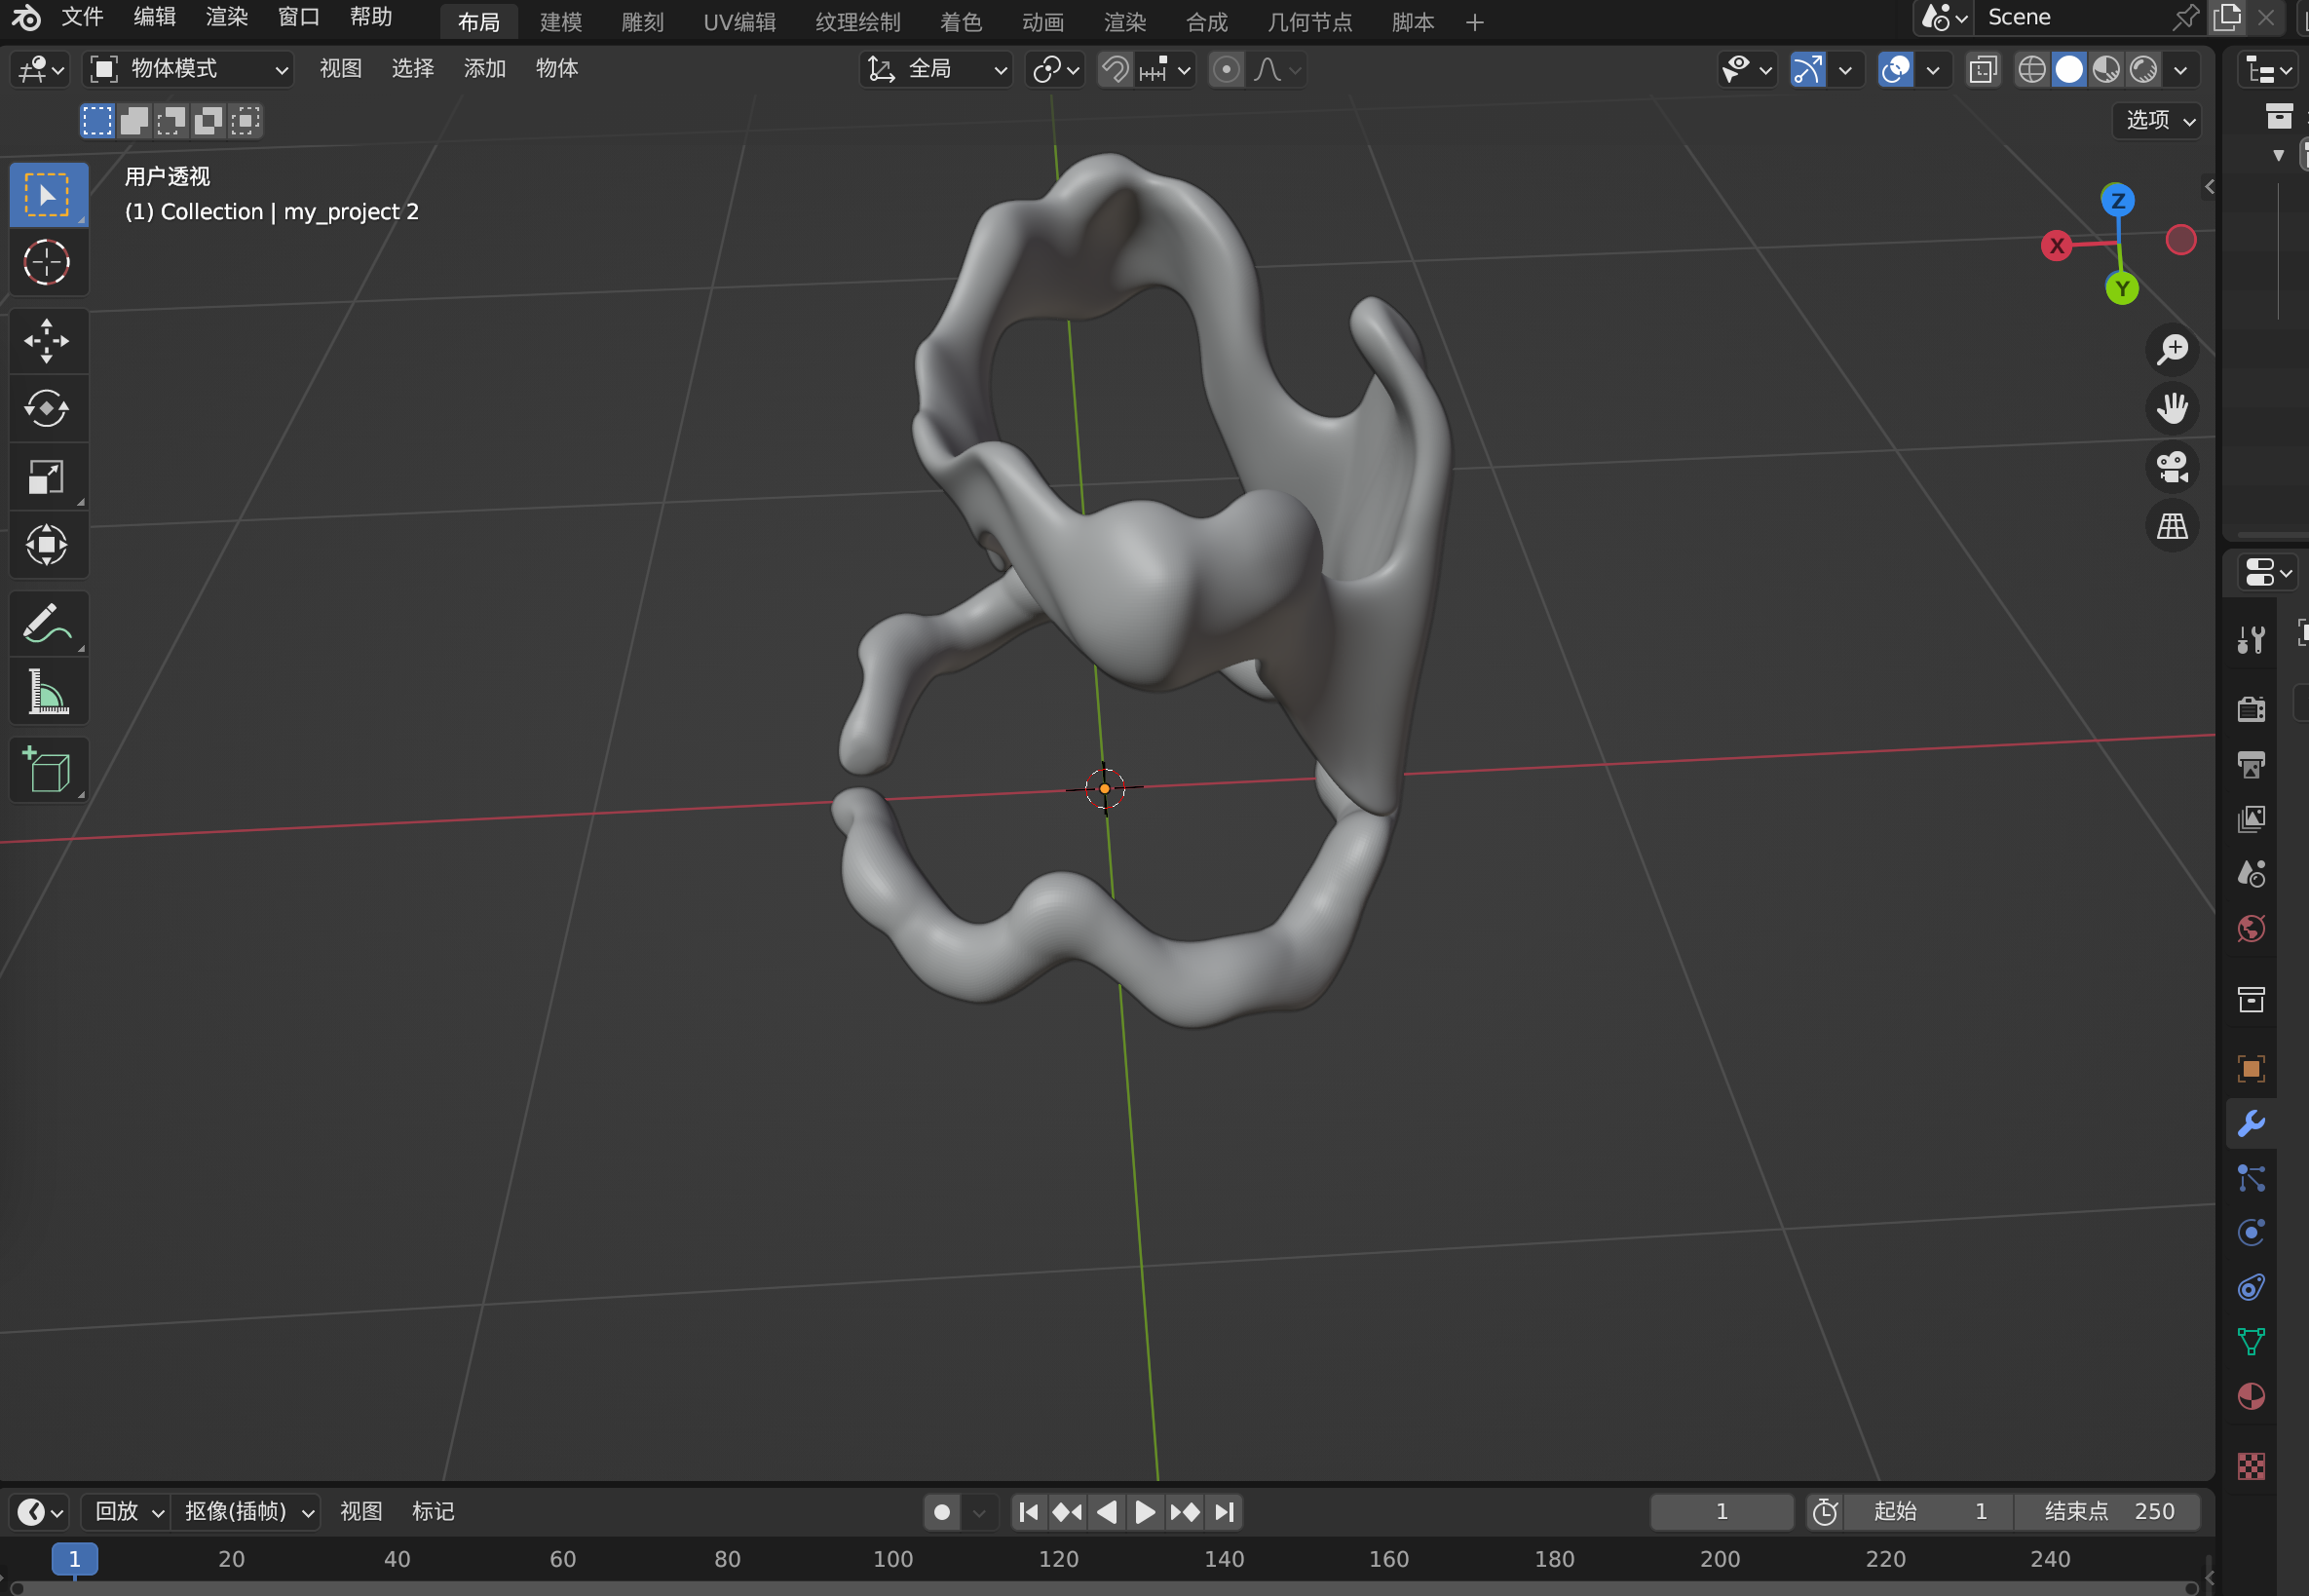 文件 编辑 渲染 窗口 帮助 布局 建模 雕刻 UV编辑 纹理绘制 着色 动画 渲染 合成 几何节点 脚本 + Scene
物体模式 视图 选择 添加 物体 全局
选项
用户透视
(1) Collection | my_project 2
Z
X
Y
回放 抠像(插帧) 视图 标记 1 起始 1 结束点 250
1 20 40 60 80 100 120 140 160 180 200 220 240